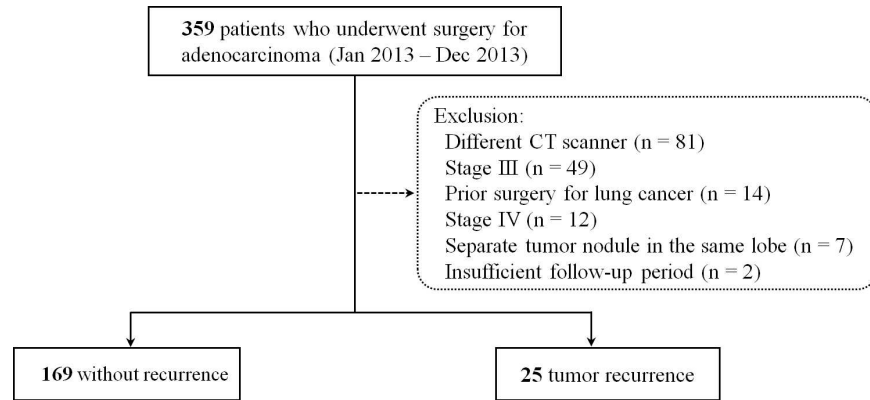 359 patients who underwent surgery for
adenocarcinoma (Jan 2013 – Dec 2013)
Exclusion:
Different CT scanner (n = 81)
Stage III (n = 49)
Prior surgery for lung cancer (n = 14)
Stage IV (n = 12)
Separate tumor nodule in the same lobe (n = 7)
Insufficient follow-up period (n = 2)
169 without recurrence
25 tumor recurrence